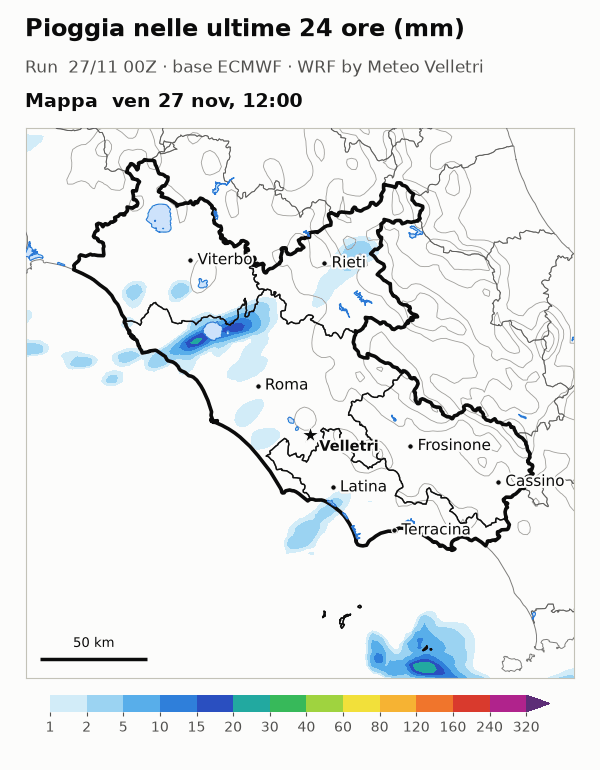 Pioggia nelle ultime 24 ore (mm)
Run  27/11 00Z · base ECMWF · WRF by Meteo Velletri
Mappa  ven 27 nov, 12:00
Viterbo
Rieti
Roma
Velletri
Frosinone
Cassino
Latina
Terracina
50 km
1 2 5 10 15 20 30 40 60 80 120 160 240 320